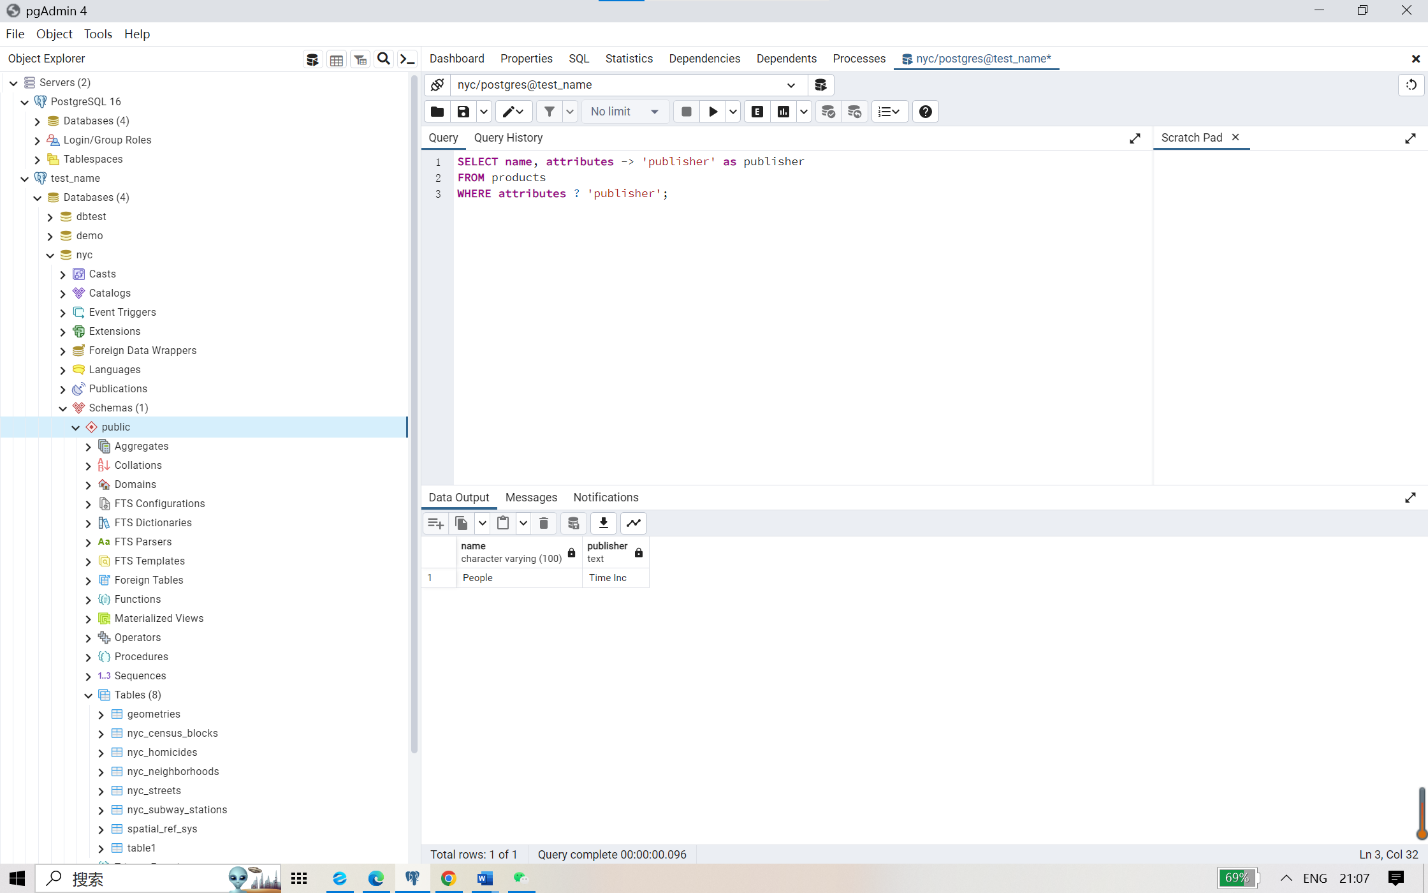 pgAdmin 4
File Object Tools Help
Object Explorer
Dashboard Properties SQL Statistics Dependencies Dependents Processes nyc/postgres@test_name*
nyc/postgres@test_name
No limit
E
Query Query History
Scratch Pad
1 SELECT name, attributes -> 'publisher' as publisher
2 FROM products
3 WHERE attributes ? 'publisher';
Servers (2)
PostgreSQL 16
Databases (4)
Login/Group Roles
Tablespaces
test_name
Databases (4)
dbtest
demo
nyc
Casts
Catalogs
Event Triggers
Extensions
Foreign Data Wrappers
Languages
Publications
Schemas (1)
public
Aggregates
Collations
Domains
FTS Configurations
FTS Dictionaries
Aa FTS Parsers
FTS Templates
Foreign Tables
Functions
Materialized Views
Operators
Procedures
1..3 Sequences
Tables (8)
geometries
nyc_census_blocks
nyc_homicides
nyc_neighborhoods
nyc_streets
nyc_subway_stations
spatial_ref_sys
table1
Data Output Messages Notifications
name publisher
character varying (100) text
1 People Time Inc
Total rows: 1 of 1 Query complete 00:00:00.096 Ln 3, Col 32
搜索
69% ENG 21:07